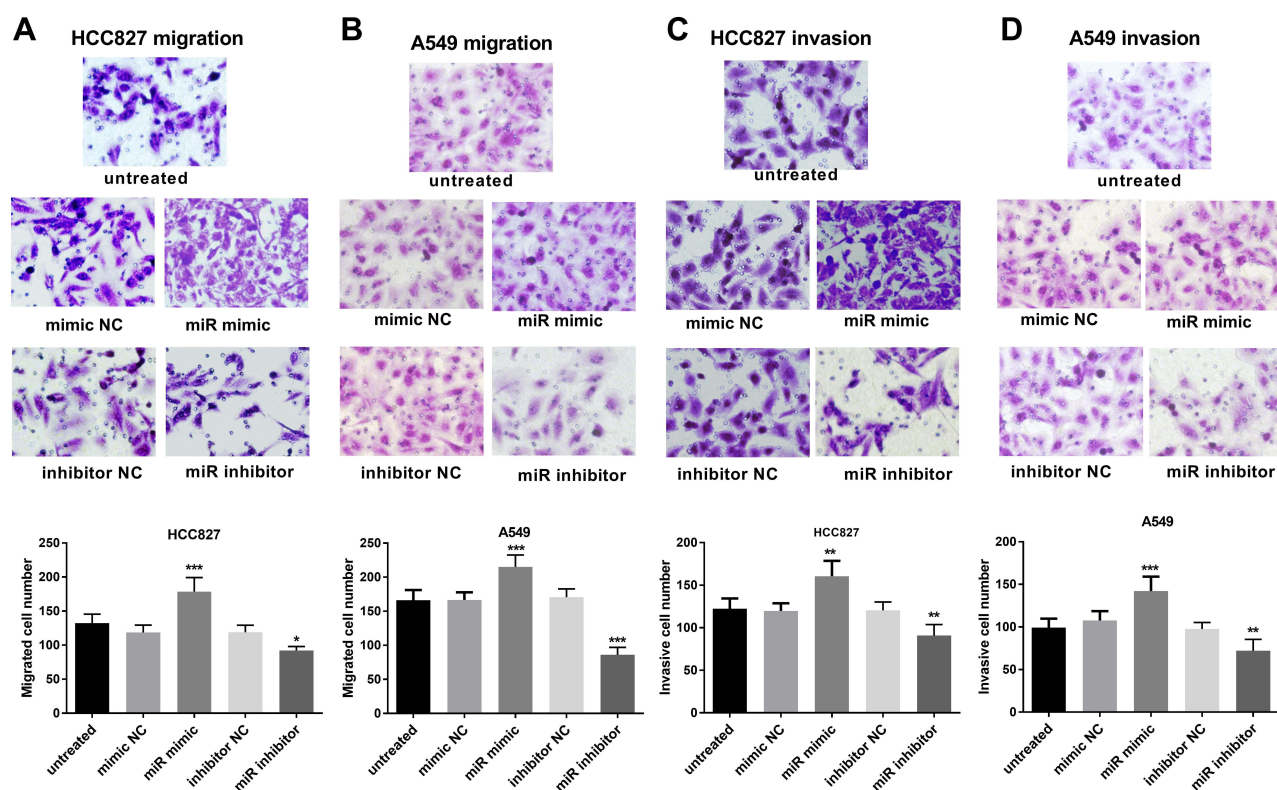 A
HCC827 migration
untreated
mimic NC
miR mimic
inhibitor NC
miR inhibitor
HCC827
Migrated cell number
250
200
150
100
50
0
***
*
untreated
mimic NC
miR mimic
inhibitor NC
miR inhibitor
B
A549 migration
untreated
mimic NC
miR mimic
inhibitor NC
miR inhibitor
A549
Migrated cell number
250
200
150
100
50
0
***
***
untreated
mimic NC
miR mimic
inhibitor NC
miR inhibitor
C
HCC827 invasion
untreated
mimic NC
miR mimic
inhibitor NC
miR inhibitor
HCC827
Invasive cell number
200
150
100
50
0
**
**
untreated
mimic NC
miR mimic
inhibitor NC
miR inhibitor
D
A549 invasion
untreated
mimic NC
miR mimic
inhibitor NC
miR inhibitor
A549
Invasive cell number
200
150
100
50
0
***
**
untreated
mimic NC
miR mimic
inhibitor NC
miR inhibitor